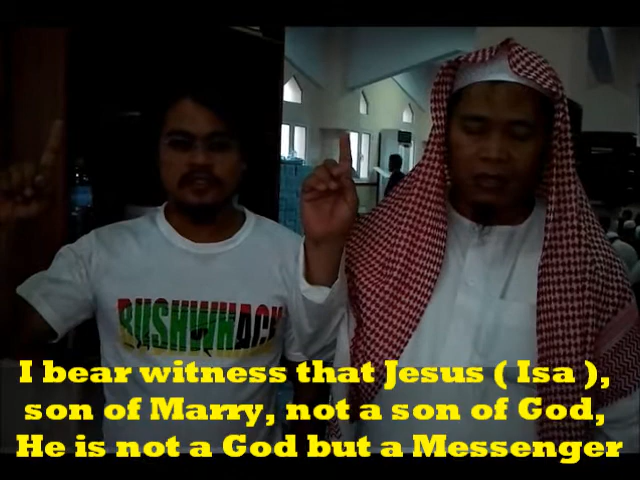 BUSHWHACK
I bear witness that Jesus ( Isa ),
son of Marry, not a son of God,
He is not a God but a Messenger